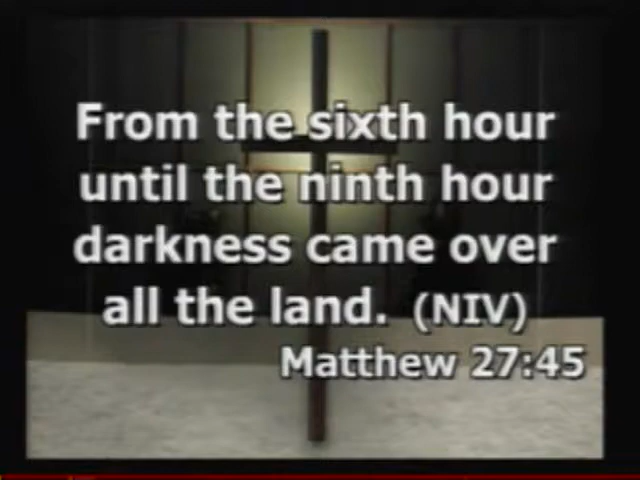 From the sixth hour
until the ninth hour
darkness came over
all the land. (NIV)
Matthew 27:45